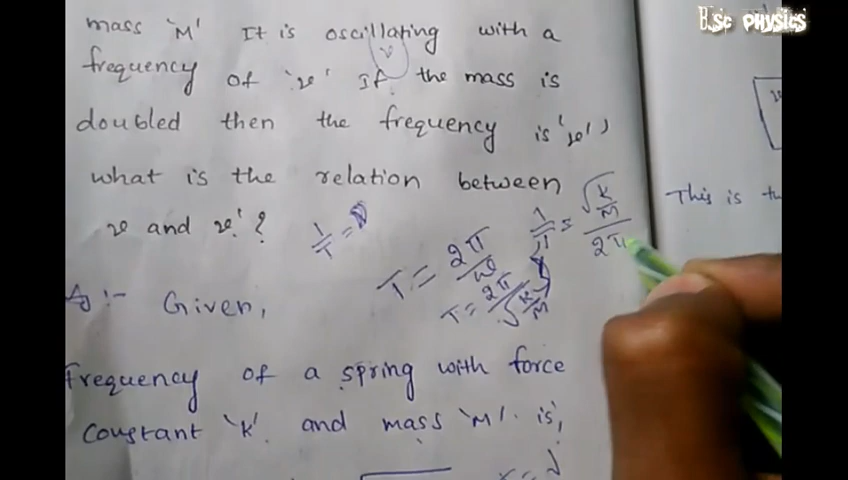 B.sc PHYSICS
mass 'M' It is oscillating with a
frequency of 'ν' If the mass is
doubled then the frequency is 'ν'')
what is the relation between
ν and ν'?
1/T = ν
T = 2π/ω
T = 2π/√(K/M)
1/T = √(K/M)/2π
This is
A) :- Given,
Frequency of a spring with force
constant 'K' and mass 'M' is,